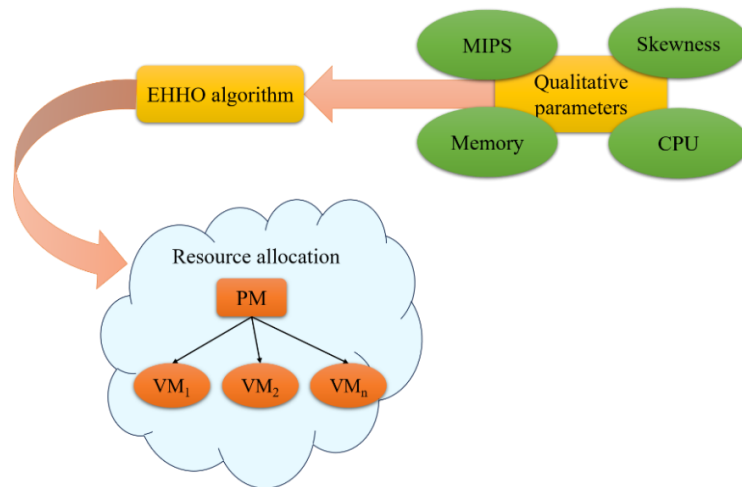 MIPS
Skewness
Qualitative
parameters
EHHO algorithm
Memory
CPU
Resource allocation
PM
VM₁
VM₂
VMₙ